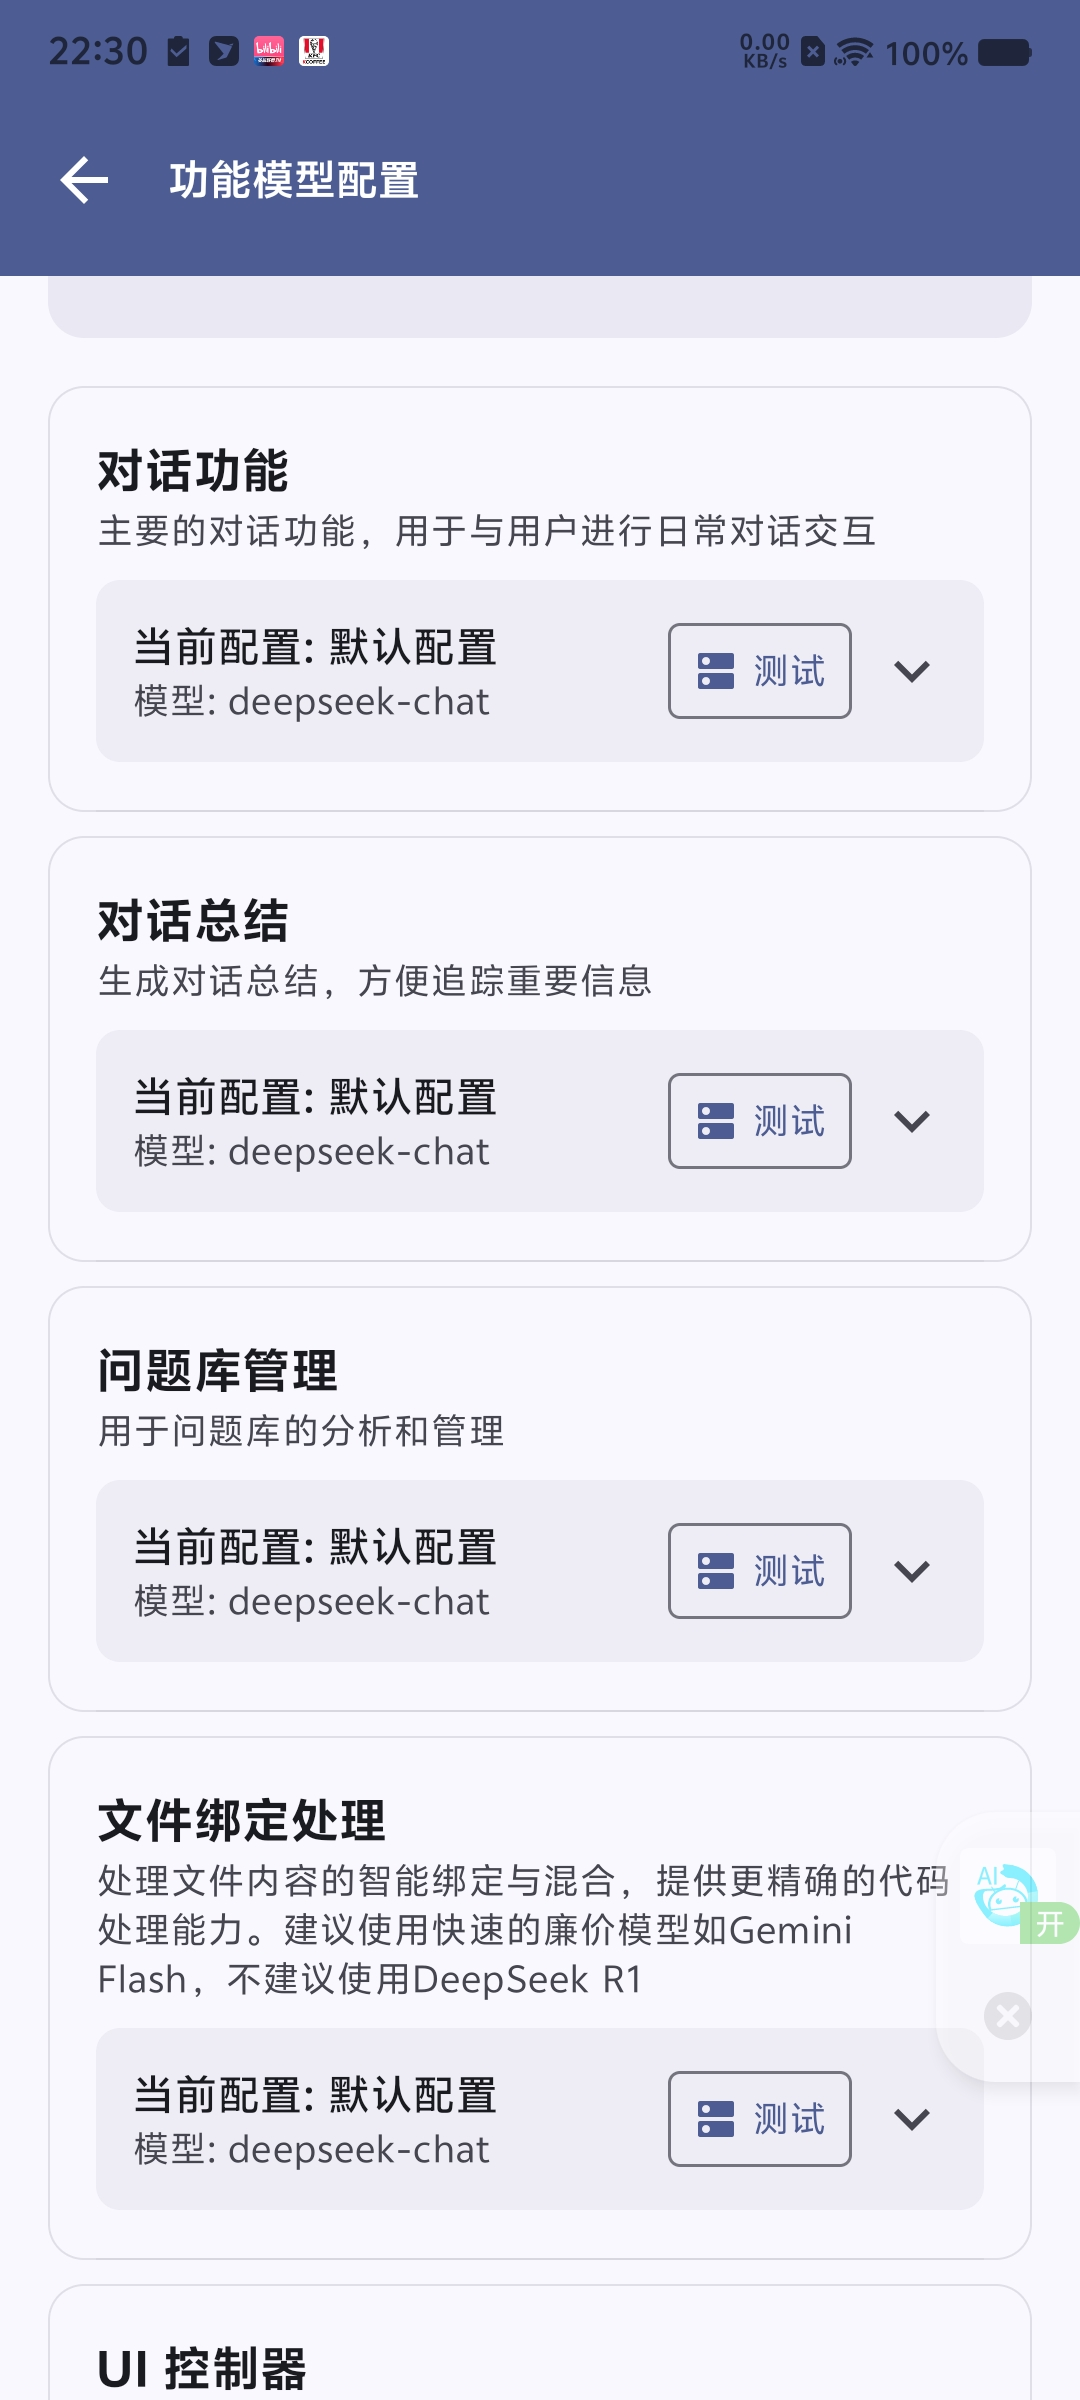 22:30
0.00
KB/s
100%
功能模型配置
对话功能
主要的对话功能，用于与用户进行日常对话交互
当前配置: 默认配置
模型: deepseek-chat
测试
对话总结
生成对话总结，方便追踪重要信息
当前配置: 默认配置
模型: deepseek-chat
测试
问题库管理
用于问题库的分析和管理
当前配置: 默认配置
模型: deepseek-chat
测试
文件绑定处理
处理文件内容的智能绑定与混合，提供更精确的代码
处理能力。建议使用快速的廉价模型如Gemini
Flash，不建议使用DeepSeek R1
AI
开
当前配置: 默认配置
模型: deepseek-chat
测试
UI 控制器